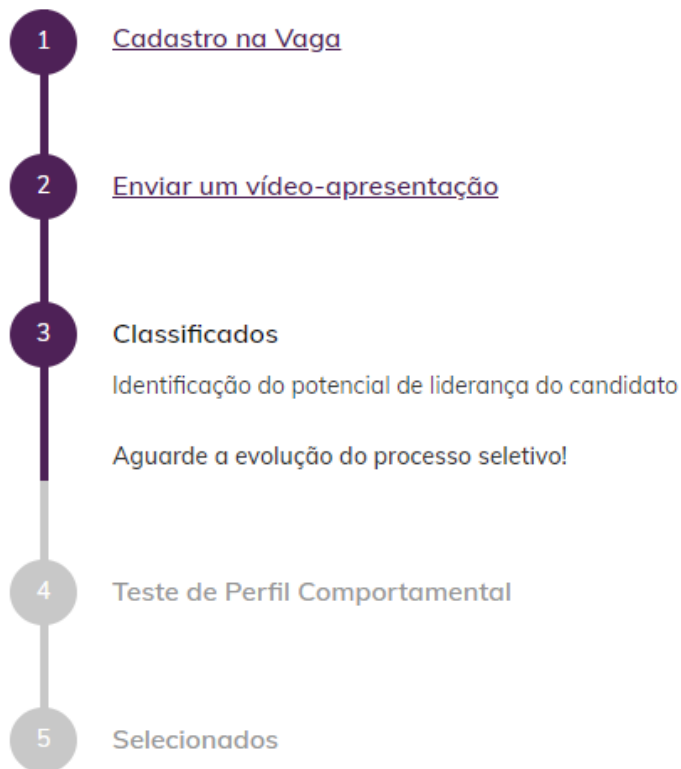 1 Cadastro na Vaga
2 Enviar um vídeo-apresentação
3 Classificados
Identificação do potencial de liderança do candidato
Aguarde a evolução do processo seletivo!
4 Teste de Perfil Comportamental
5 Selecionados